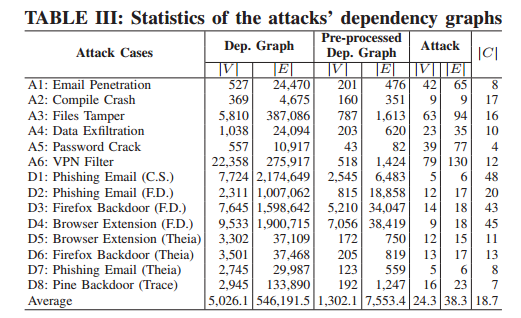 TABLE III: Statistics of the attacks' dependency graphs
Attack Cases Dep. Graph Pre-processed Dep. Graph Attack |C|
|V| |E| |V| |E| |V| |E|
A1: Email Penetration 527 24,470 201 476 42 65 8
A2: Compile Crash 369 4,675 160 351 9 9 17
A3: Files Tamper 5,810 387,086 787 1,613 63 94 16
A4: Data Exfiltration 1,038 24,094 203 620 23 35 10
A5: Password Crack 557 10,917 43 82 39 77 4
A6: VPN Filter 22,358 275,917 518 1,424 79 130 12
D1: Phishing Email (C.S.) 7,724 2,174,649 2,545 6,483 5 6 48
D2: Phishing Email (F.D.) 2,311 1,007,062 815 18,858 12 17 20
D3: Firefox Backdoor (F.D.) 7,645 1,598,642 5,210 34,047 14 18 43
D4: Browser Extension (F.D.) 9,533 1,900,715 7,056 38,419 9 18 45
D5: Browser Extension (Theia) 3,302 37,109 172 750 12 15 11
D6: Firefox Backdoor (Theia) 3,501 37,468 205 819 13 17 13
D7: Phishing Email (Theia) 2,745 29,987 123 559 5 6 8
D8: Pine Backdoor (Trace) 2,945 133,890 192 1,247 16 23 7
Average 5,026.1 546,191.5 1,302.1 7,553.4 24.3 38.3 18.7